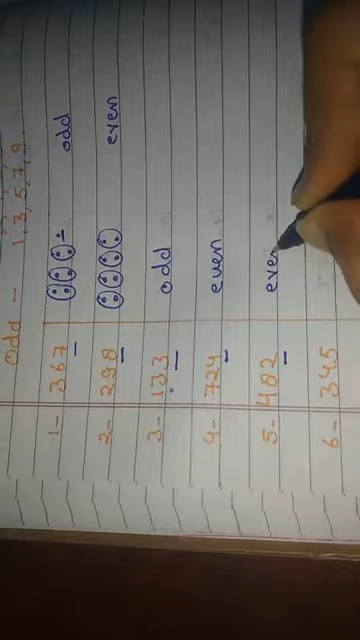 Odd - 1,3,5,7,9
1- 367 odd
2- 298 even
3- 133 odd
4- 724 even
5- 482 even
6- 345